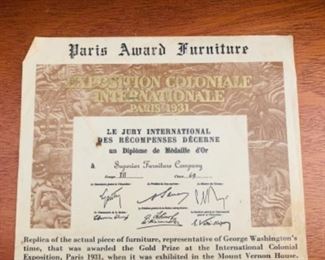 Paris Award Furniture
EXPOSITION COLONIALE
INTERNATIONALE
PARIS 1931
LE JURY INTERNATIONAL
DES RÉCOMPENSES DÉCERNE
un Diplôme de Médaille d'Or
à Superior Furniture Company
Replica of the actual piece of furniture, representative of George Washington's
time, that was awarded the Gold Prize at the International Colonial
Exposition, Paris 1931, when it was exhibited in the Mount Vernon House.